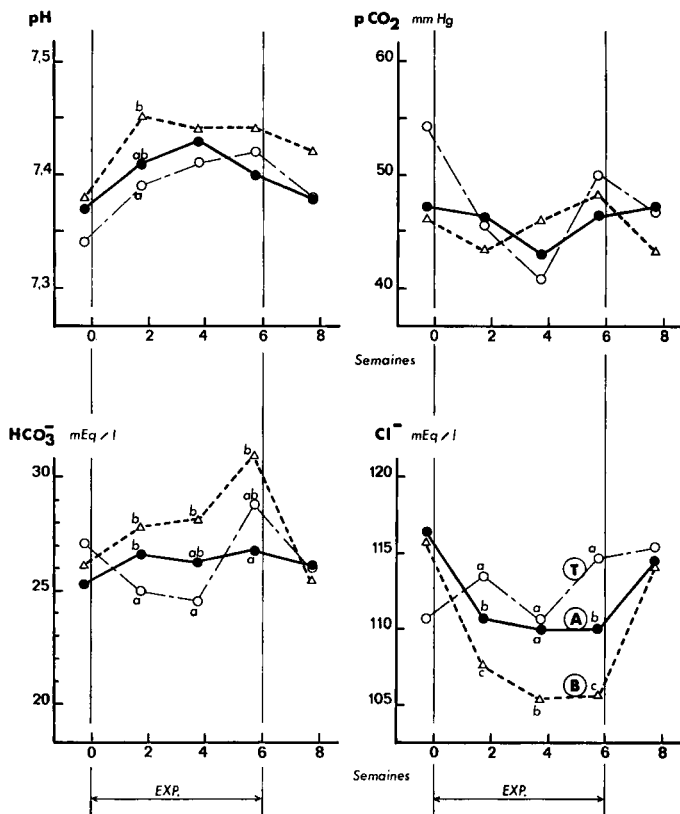 pH
7,5
7,4
7,3
b
ab
a
0 2 4 6 8
p CO2 mm Hg
60
50
40
0 2 4 6 8
Semaines
HCO3- mEq / l
30
25
20
b
b
b
ab
b
ab
a
a
a
0 2 4 6 8
EXP.
Cl- mEq / l
120
115
110
105
a
a
a
T
b
a
b
A
c
b
c
B
0 2 4 6 8
Semaines
EXP.